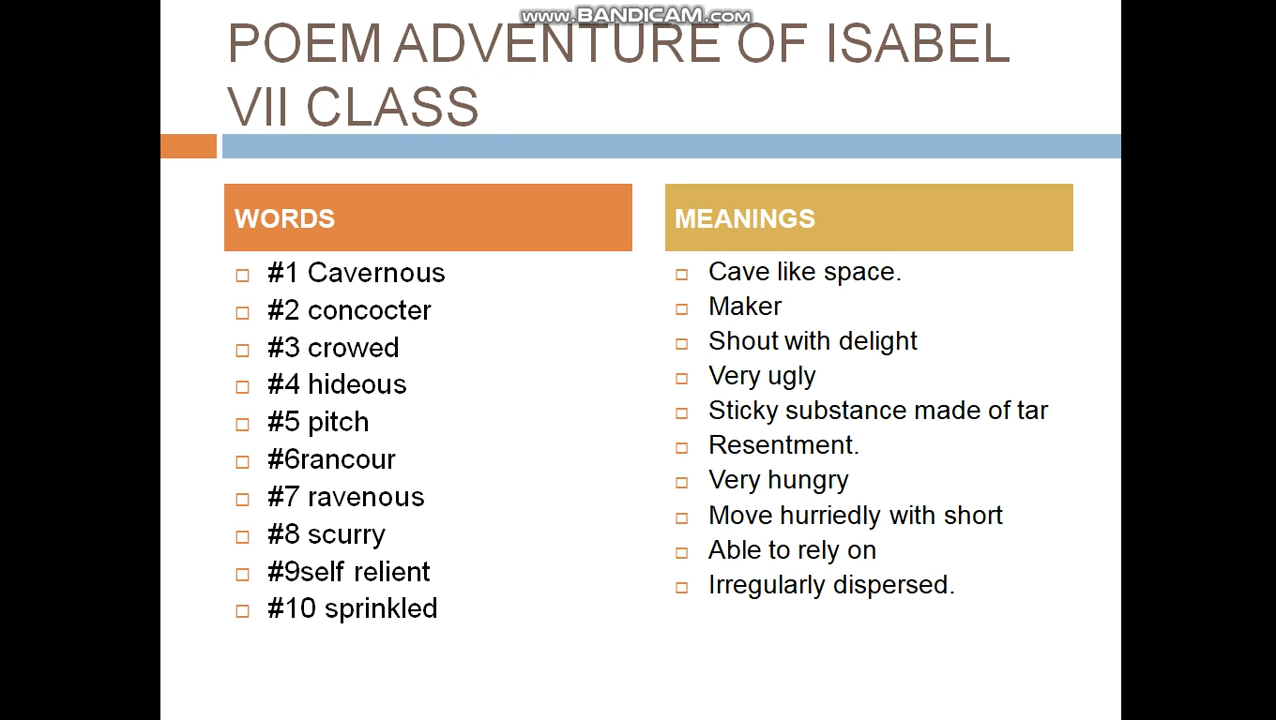 www.BANDICAM.com
POEM ADVENTURE OF ISABEL
VII CLASS
WORDS
#1 Cavernous
#2 concocter
#3 crowed
#4 hideous
#5 pitch
#6rancour
#7 ravenous
#8 scurry
#9self relient
#10 sprinkled
MEANINGS
Cave like space.
Maker
Shout with delight
Very ugly
Sticky substance made of tar
Resentment.
Very hungry
Move hurriedly with short
Able to rely on
Irregularly dispersed.